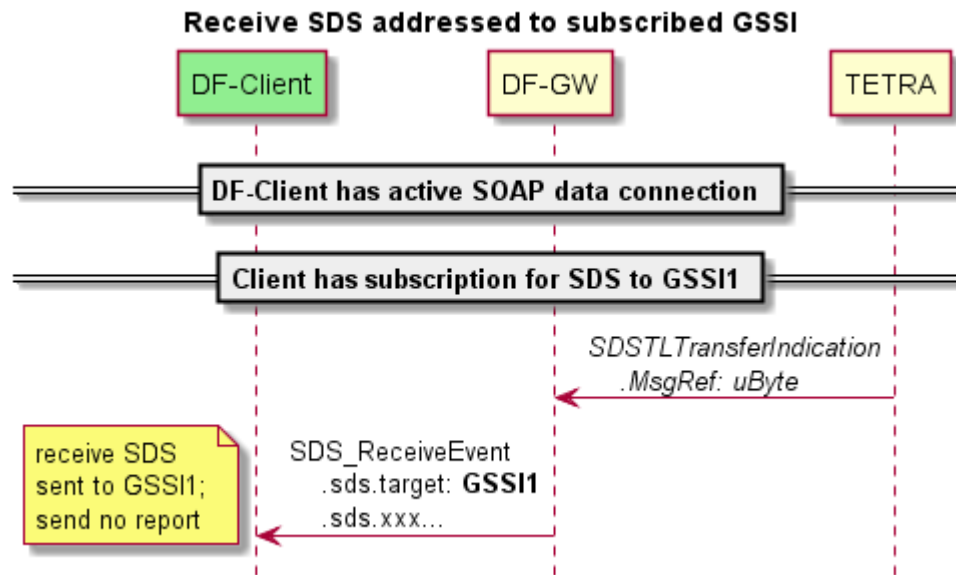 Receive SDS addressed to subscribed GSSI
DF-Client
DF-GW
TETRA
DF-Client has active SOAP data connection
Client has subscription for SDS to GSSI1
SDSTLTransferIndication
.MsgRef: uByte
receive SDS
sent to GSSI1;
send no report
SDS_ReceiveEvent
.sds.target: GSSI1
.sds.xxx...